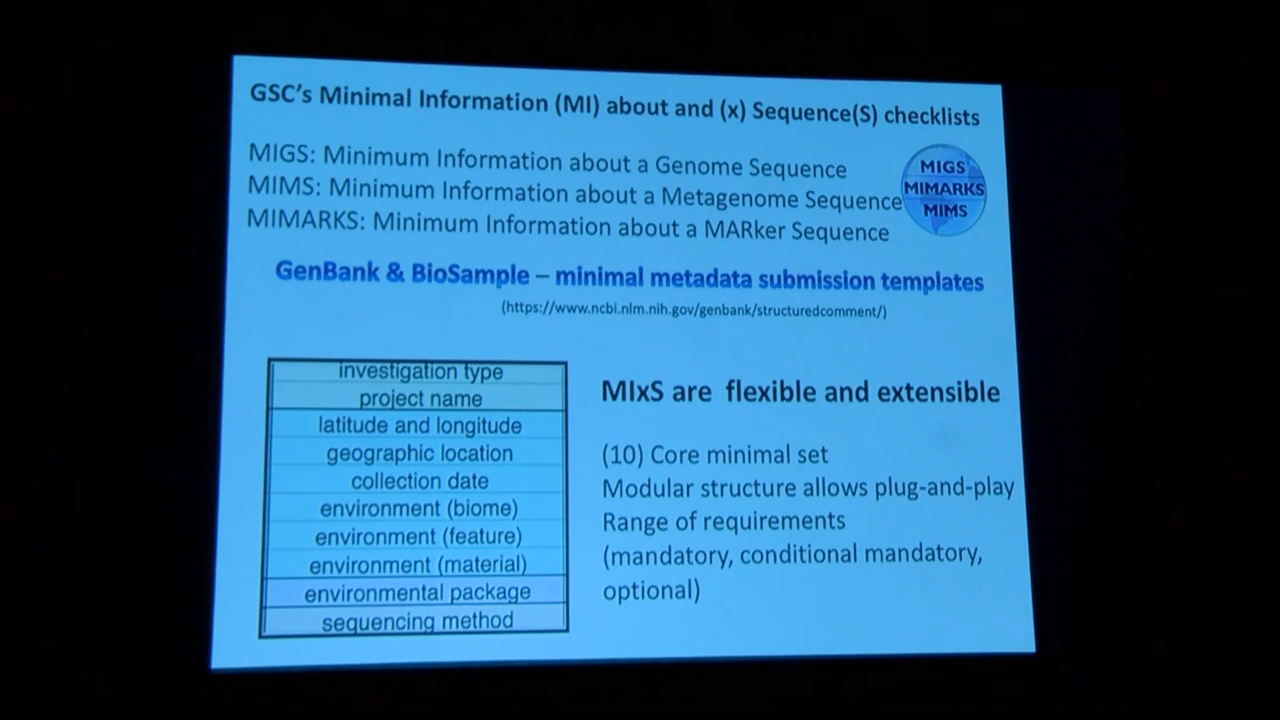 GSC's Minimal Information (MI) about and (x) Sequence(S) checklists
MIGS: Minimum Information about a Genome Sequence
MIMS: Minimum Information about a Metagenome Sequence
MIMARKS: Minimum Information about a MARker Sequence
MIGS
MIMARKS
MIMS
GenBank & BioSample – minimal metadata submission templates
(https://www.ncbi.nlm.nih.gov/genbank/structuredcomment/)
investigation type
project name
latitude and longitude
geographic location
collection date
environment (biome)
environment (feature)
environment (material)
environmental package
sequencing method
MIxS are flexible and extensible
(10) Core minimal set
Modular structure allows plug-and-play
Range of requirements
(mandatory, conditional mandatory,
optional)